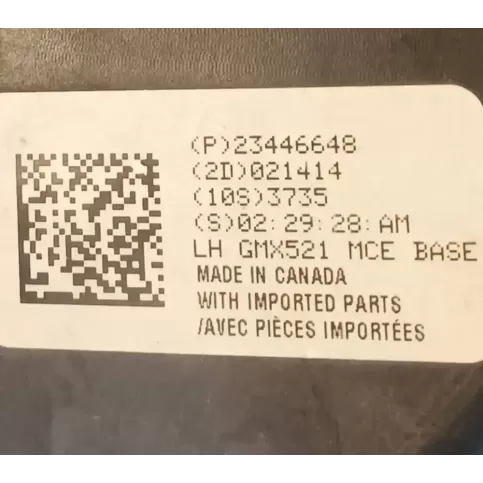 (P)23446648
(2D)021414
(10S)3735
(S)02:29:28:AM
LH GMX521 MCE BASE
MADE IN CANADA
WITH IMPORTED PARTS
/AVEC PIÈCES IMPORTÉES